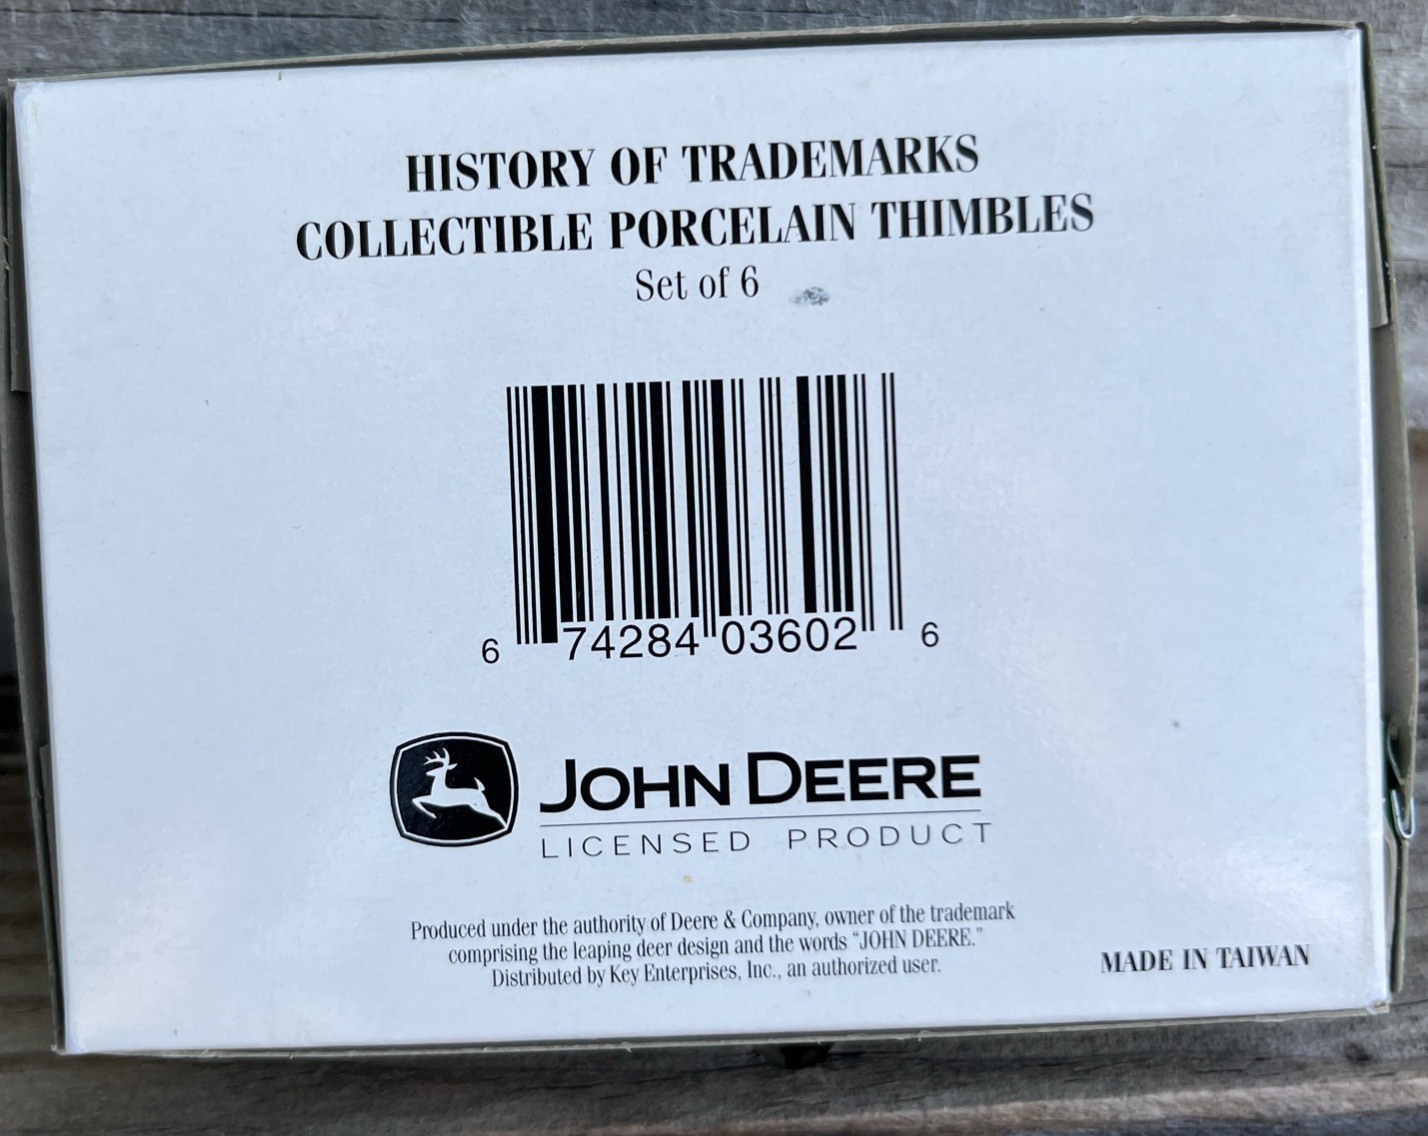 HISTORY OF TRADEMARKS
COLLECTIBLE PORCELAIN THIMBLES
Set of 6
6 74284 03602 6
JOHN DEERE
LICENSED PRODUCT
Produced under the authority of Deere & Company, owner of the trademark
comprising the leaping deer design and the words “JOHN DEERE.”
Distributed by Key Enterprises, Inc., an authorized user.
MADE IN TAIWAN